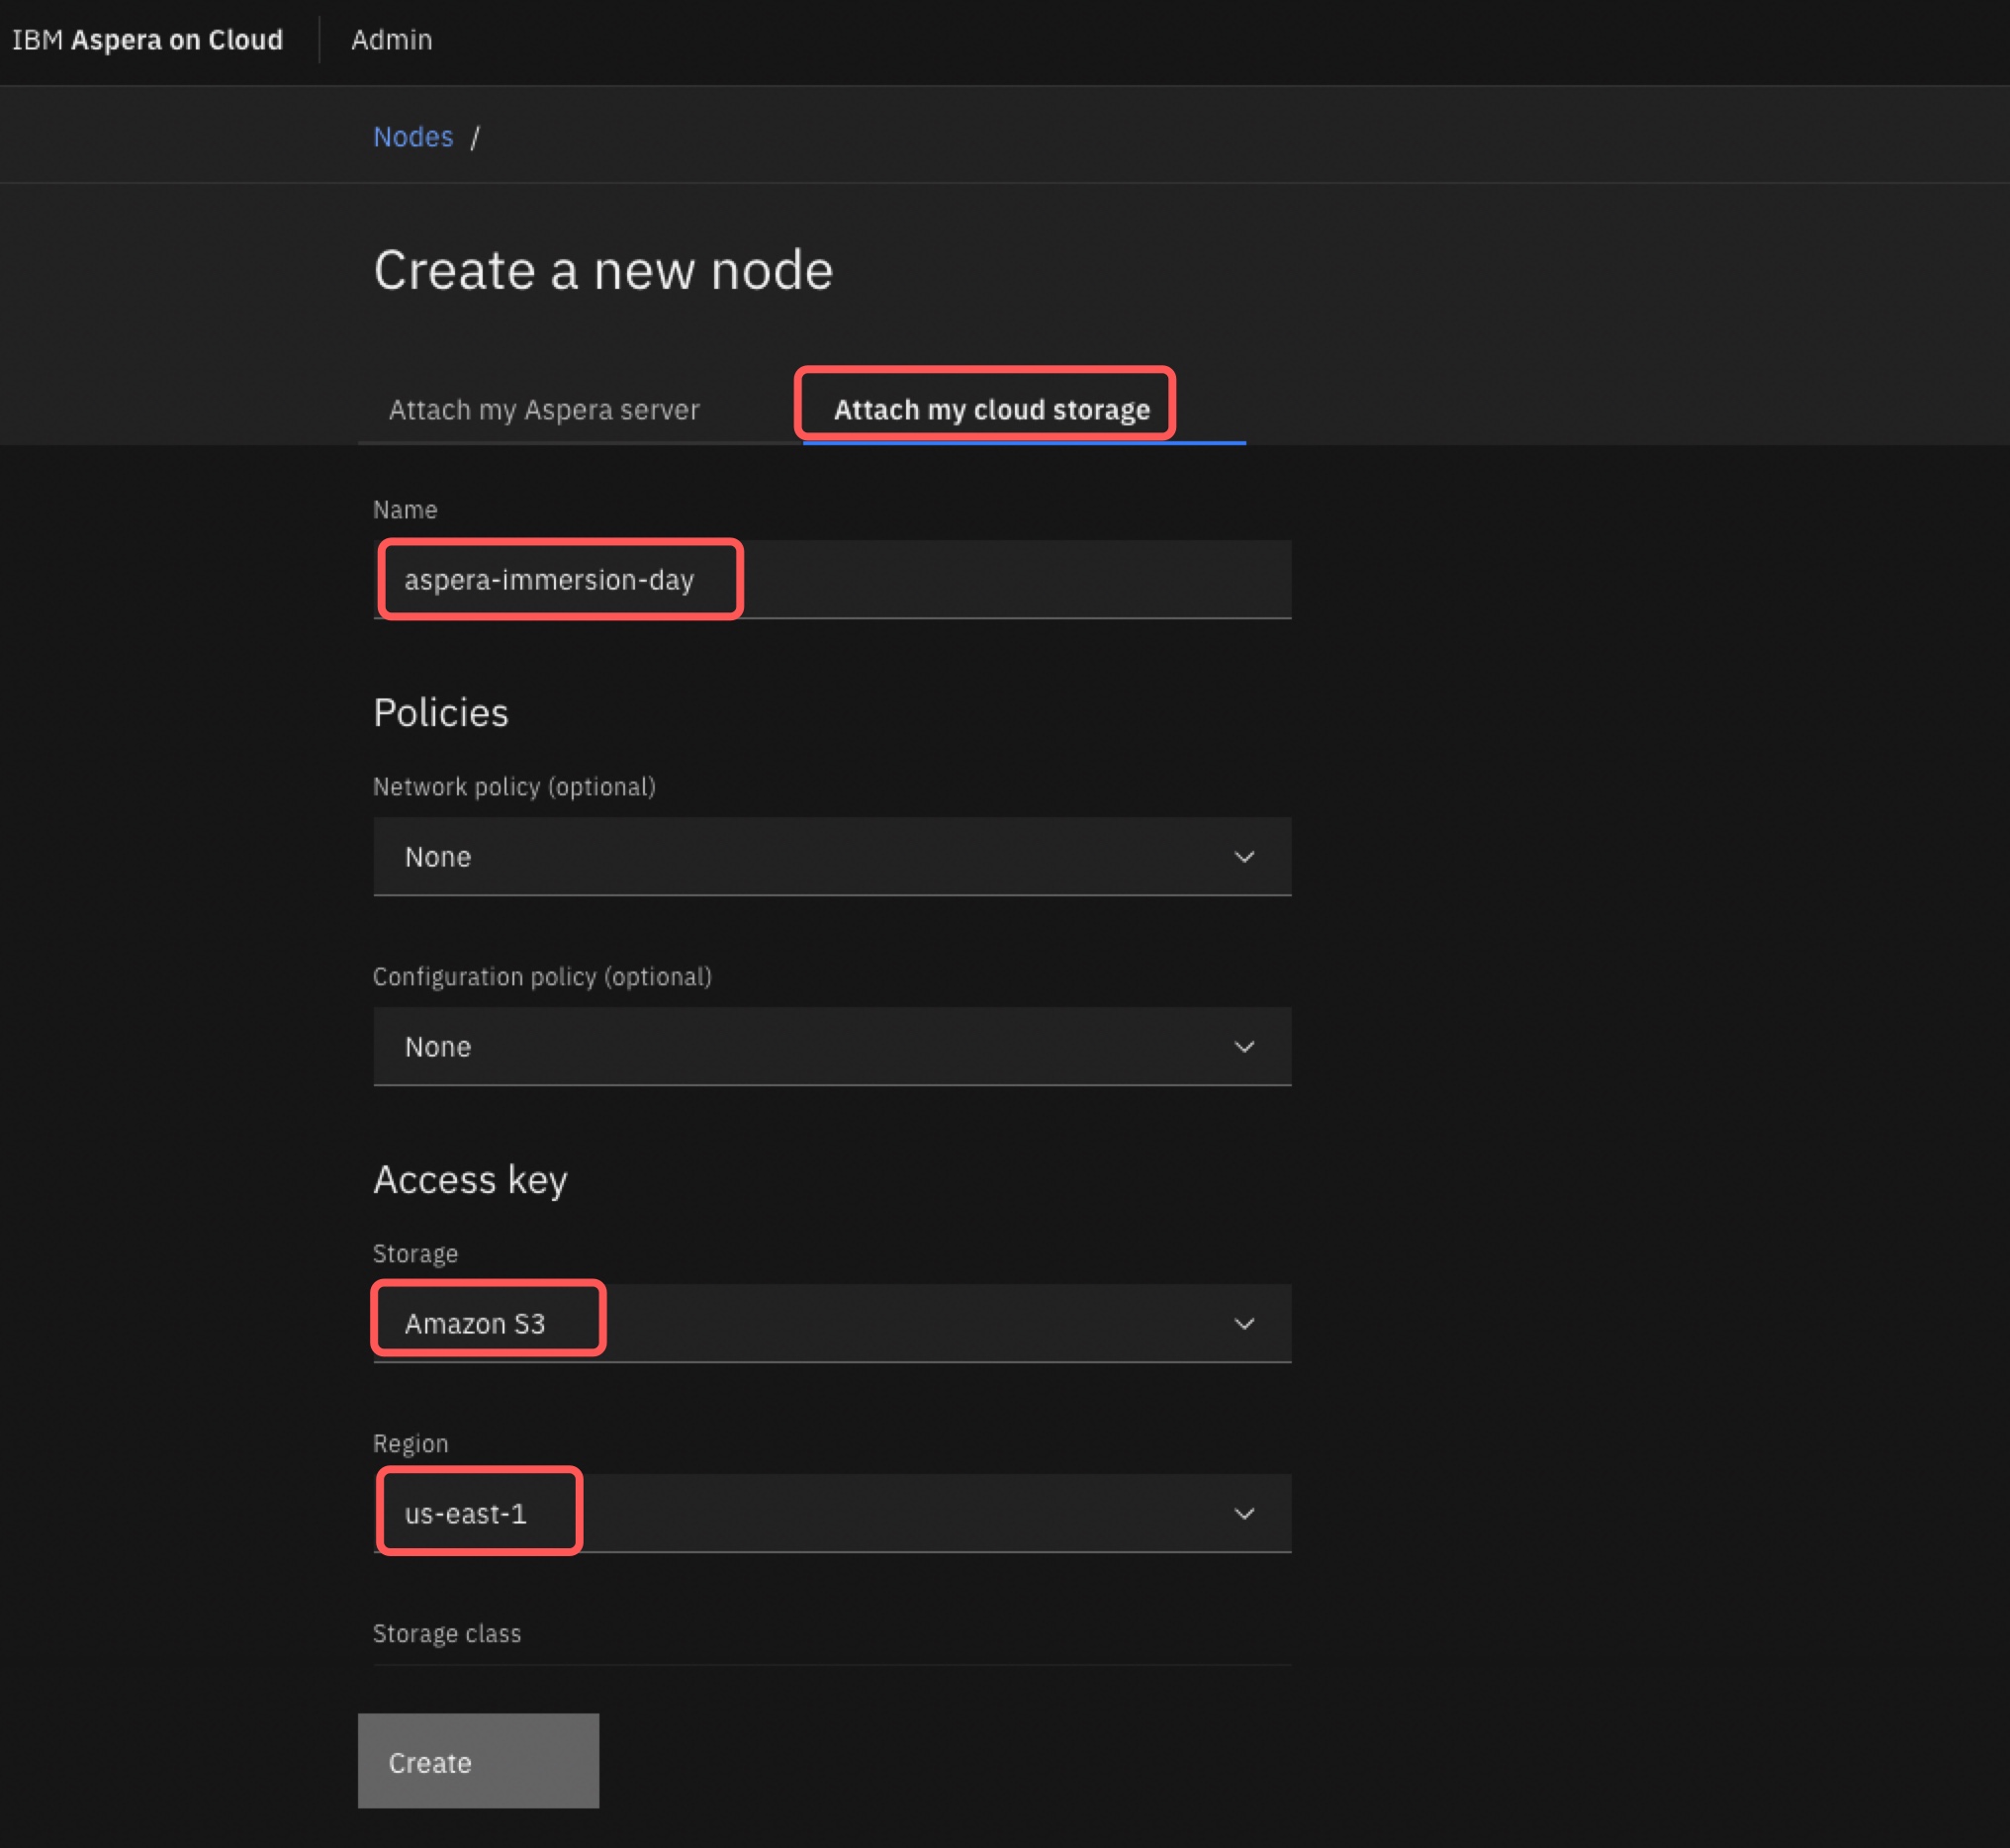 IBM Aspera on Cloud
Admin
Nodes /
Create a new node
Attach my Aspera server
Attach my cloud storage
Name
aspera-immersion-day
Policies
Network policy (optional)
None
Configuration policy (optional)
None
Access key
Storage
Amazon S3
Region
us-east-1
Storage class
Create